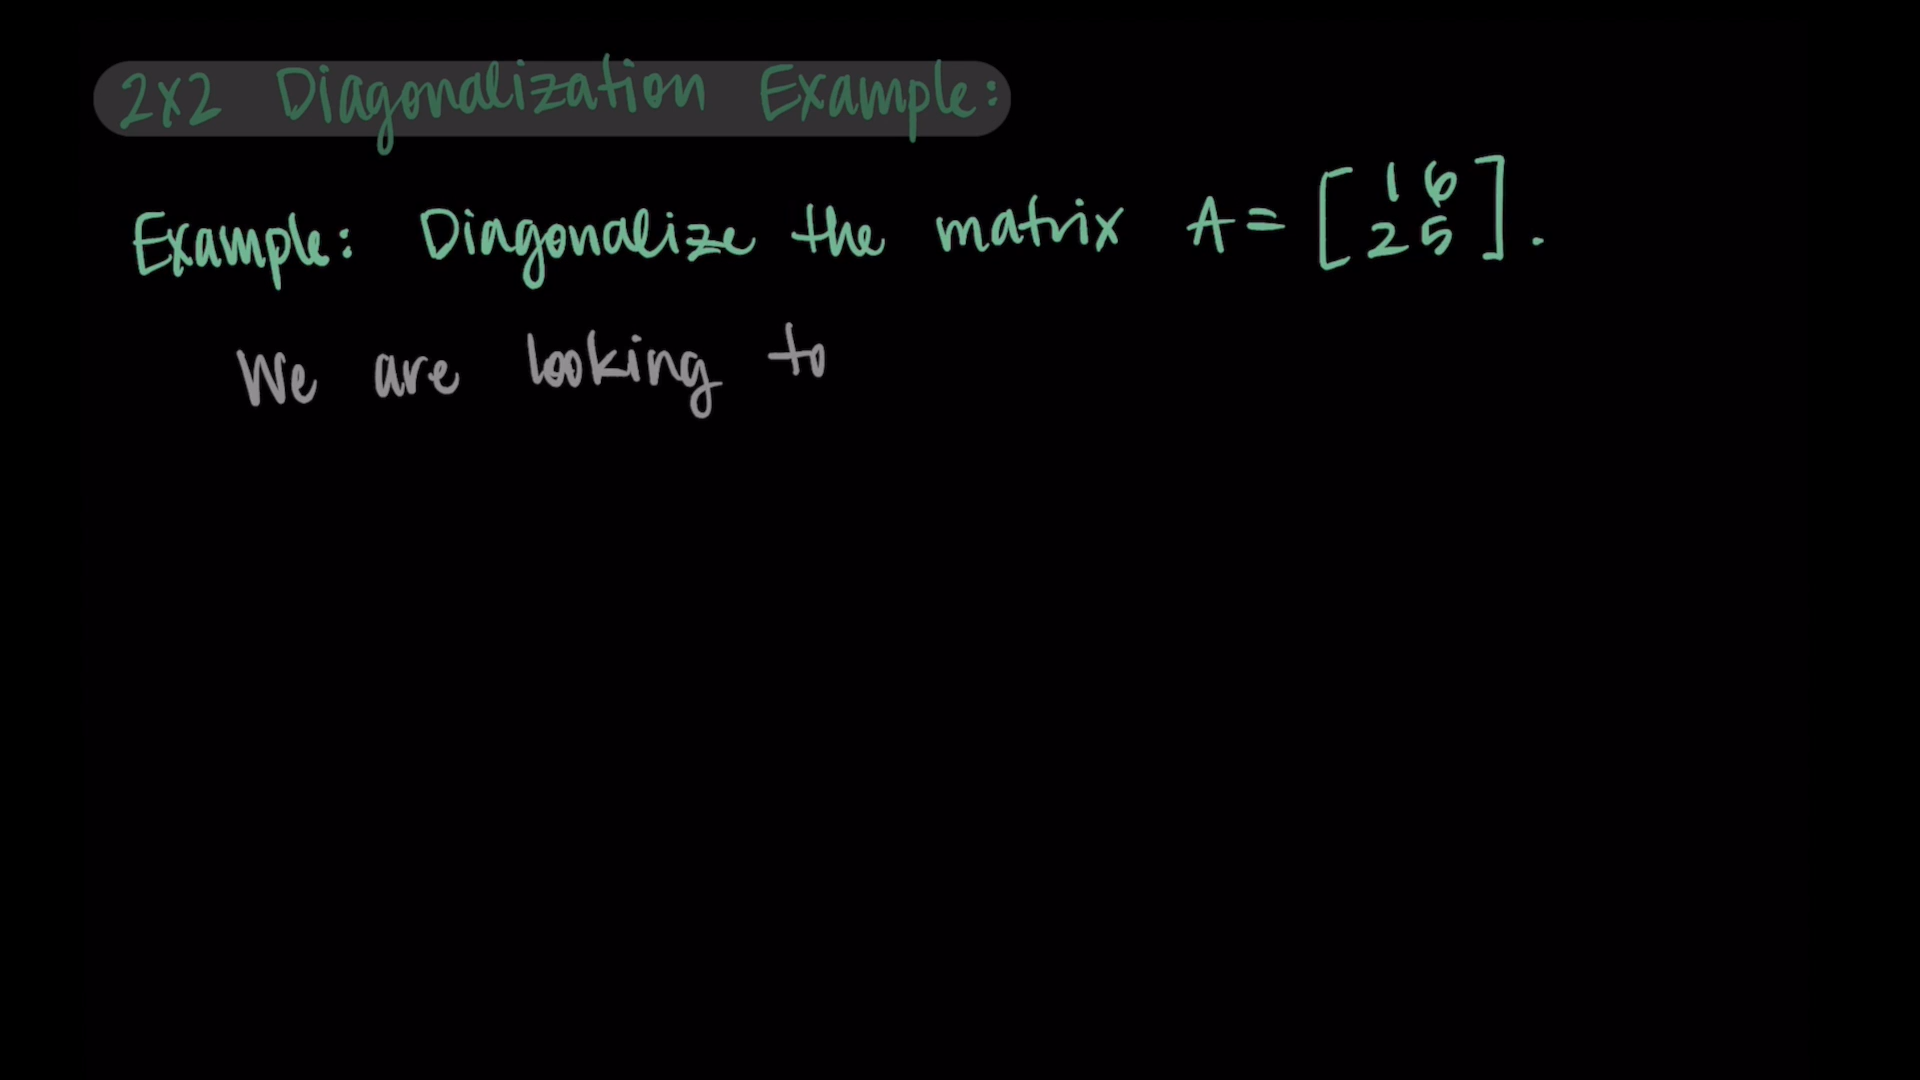 2x2 Diagonalization Example:
Example: Diagonalize the matrix A = [ 1 6
2 5 ].
We are looking to